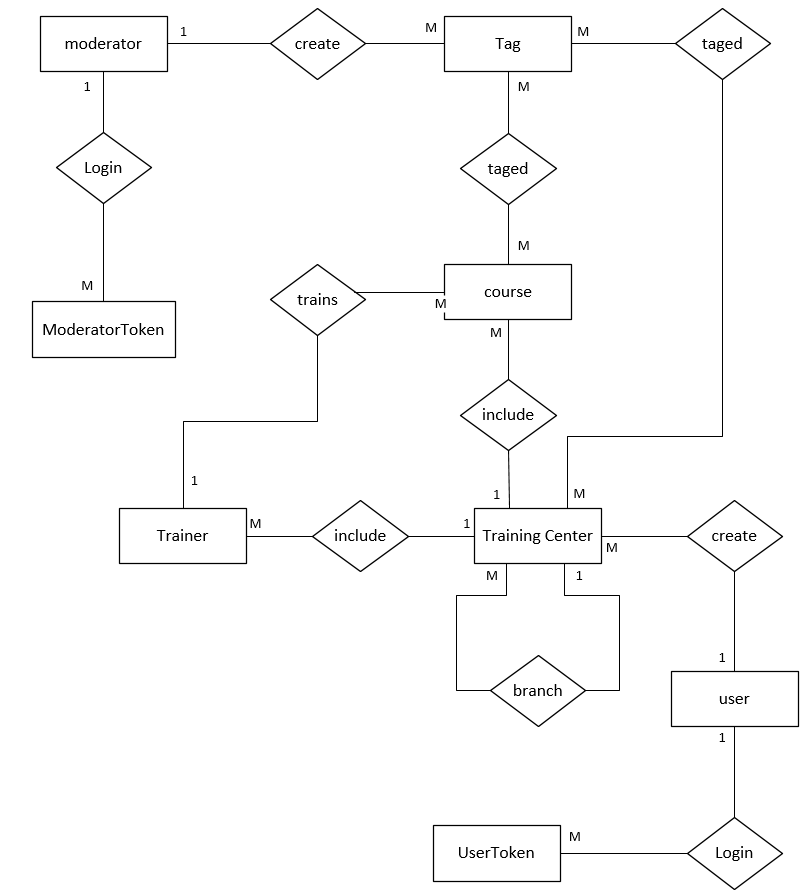 moderator
1
create
M
Tag
M
taged
1
Login
M
ModeratorToken
M
taged
M
trains
M
course
M
include
1
M
1
Trainer
M
include
1
Training Center
M
create
M
1
branch
1
user
1
UserToken
M
Login